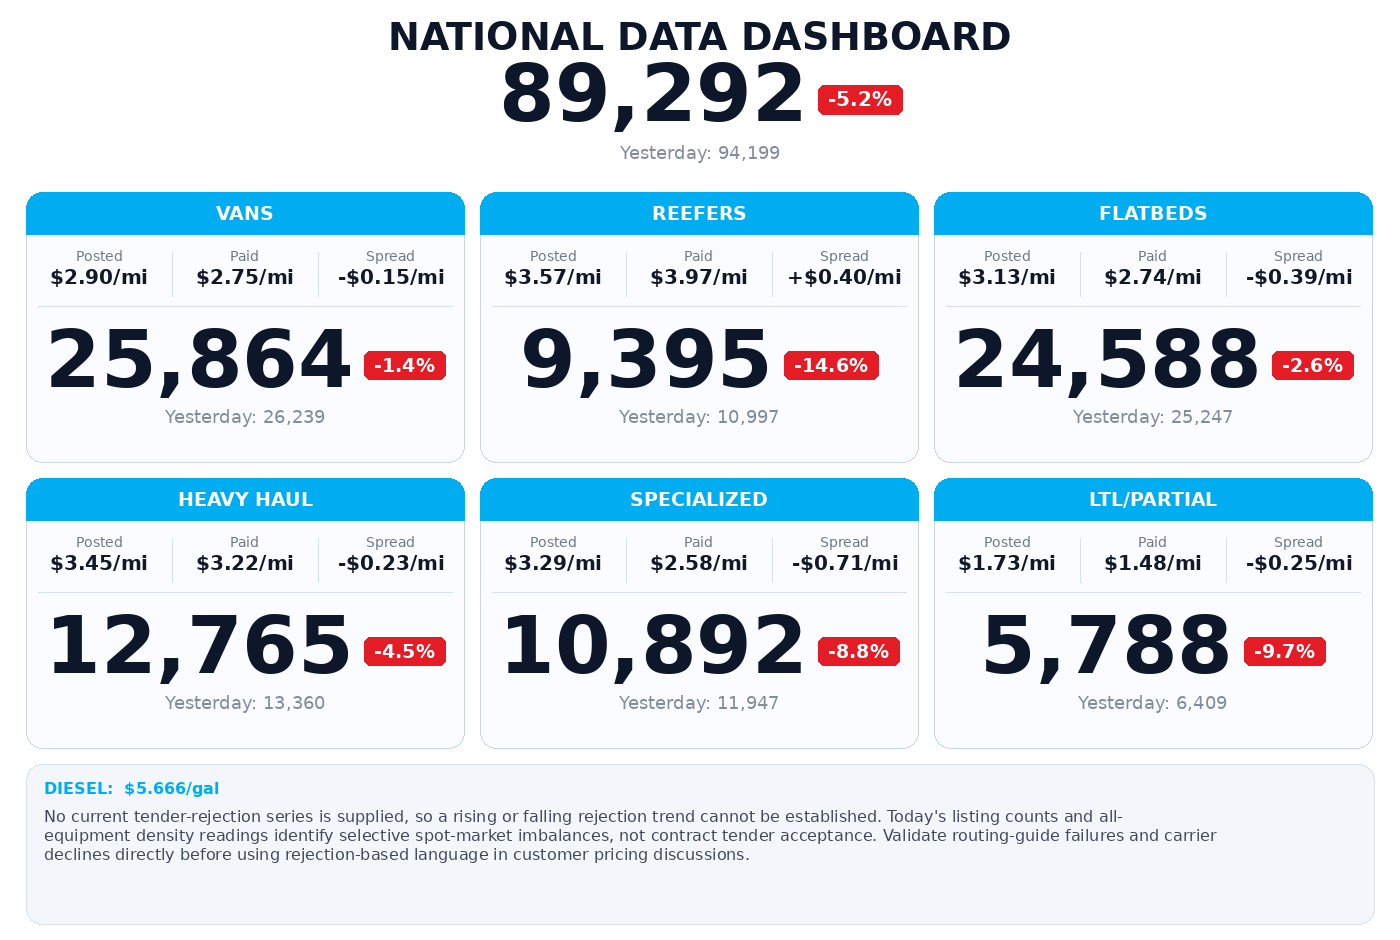 NATIONAL DATA DASHBOARD
89,292 -5.2%
Yesterday: 94,199
VANS
Posted Paid Spread
$2.90/mi $2.75/mi -$0.15/mi
25,864 -1.4%
Yesterday: 26,239
REEFERS
Posted Paid Spread
$3.57/mi $3.97/mi +$0.40/mi
9,395 -14.6%
Yesterday: 10,997
FLATBEDS
Posted Paid Spread
$3.13/mi $2.74/mi -$0.39/mi
24,588 -2.6%
Yesterday: 25,247
HEAVY HAUL
Posted Paid Spread
$3.45/mi $3.22/mi -$0.23/mi
12,765 -4.5%
Yesterday: 13,360
SPECIALIZED
Posted Paid Spread
$3.29/mi $2.58/mi -$0.71/mi
10,892 -8.8%
Yesterday: 11,947
LTL/PARTIAL
Posted Paid Spread
$1.73/mi $1.48/mi -$0.25/mi
5,788 -9.7%
Yesterday: 6,409
DIESEL: $5.666/gal
No current tender-rejection series is supplied, so a rising or falling rejection trend cannot be established. Today's listing counts and all-
equipment density readings identify selective spot-market imbalances, not contract tender acceptance. Validate routing-guide failures and carrier
declines directly before using rejection-based language in customer pricing discussions.